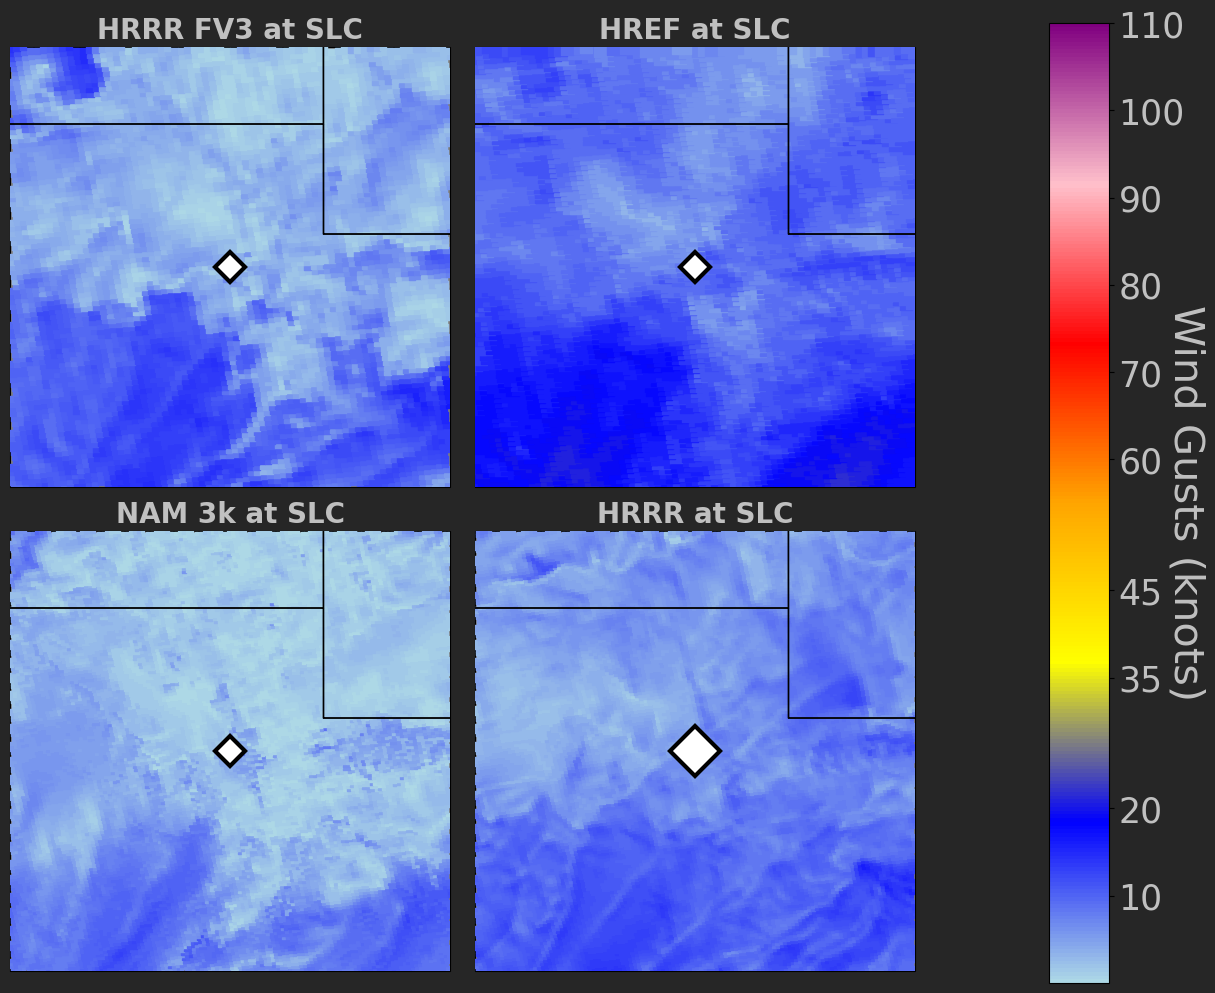 HRRR FV3 at SLC
HREF at SLC
NAM 3k at SLC
HRRR at SLC
110
100
90
80
70
60
45
35
20
10
Wind Gusts (knots)